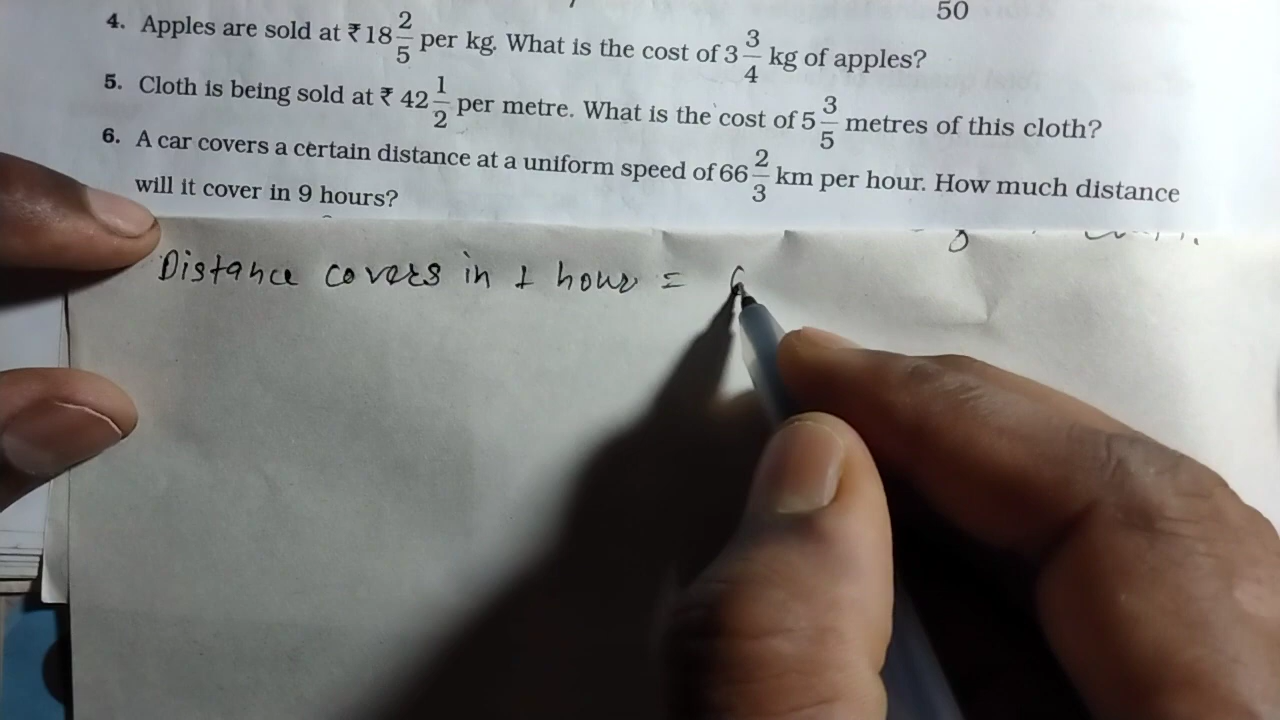 50
4. Apples are sold at ₹ 18 2/5 per kg. What is the cost of 3 3/4 kg of apples?
5. Cloth is being sold at ₹ 42 1/2 per metre. What is the cost of 5 3/5 metres of this cloth?
6. A car covers a certain distance at a uniform speed of 66 2/3 km per hour. How much distance
will it cover in 9 hours?
Distance covers in 1 hour = 6